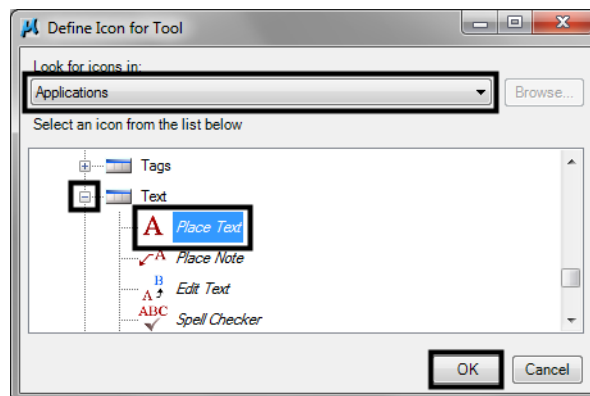 Define Icon for Tool
Look for icons in:
Applications
Browse...
Select an icon from the list below
Tags
Text
A Place Text
A Place Note
A B Edit Text
ABC Spell Checker
OK Cancel